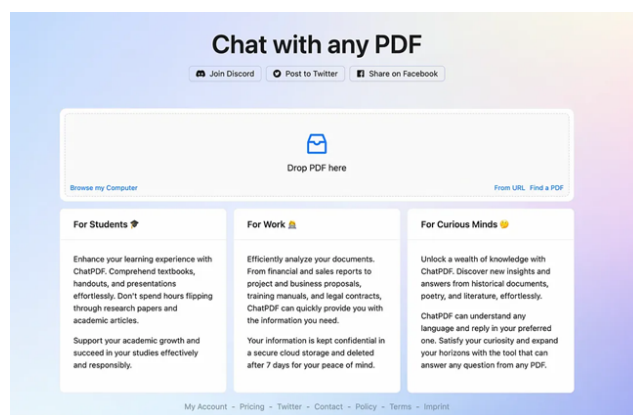 Chat with any PDF
Join Discord
Post to Twitter
Share on Facebook
Drop PDF here
Browse my Computer
From URL
Find a PDF
For Students 🎓
Enhance your learning experience with
ChatPDF. Comprehend textbooks,
handouts, and presentations
effortlessly. Don't spend hours flipping
through research papers and
academic articles.
Support your academic growth and
succeed in your studies effectively
and responsibly.
For Work
Efficiently analyze your documents.
From financial and sales reports to
project and business proposals,
training manuals, and legal contracts,
ChatPDF can quickly provide you with
the information you need.
Your information is kept confidential in
a secure cloud storage and deleted
after 7 days for your peace of mind.
For Curious Minds
Unlock a wealth of knowledge with
ChatPDF. Discover new insights and
answers from historical documents,
poetry, and literature, effortlessly.
ChatPDF can understand any
language and reply in your preferred
one. Satisfy your curiosity and expand
your horizons with the tool that can
answer any question from any PDF.
My Account - Pricing - Twitter - Contact - Policy - Terms - Imprint